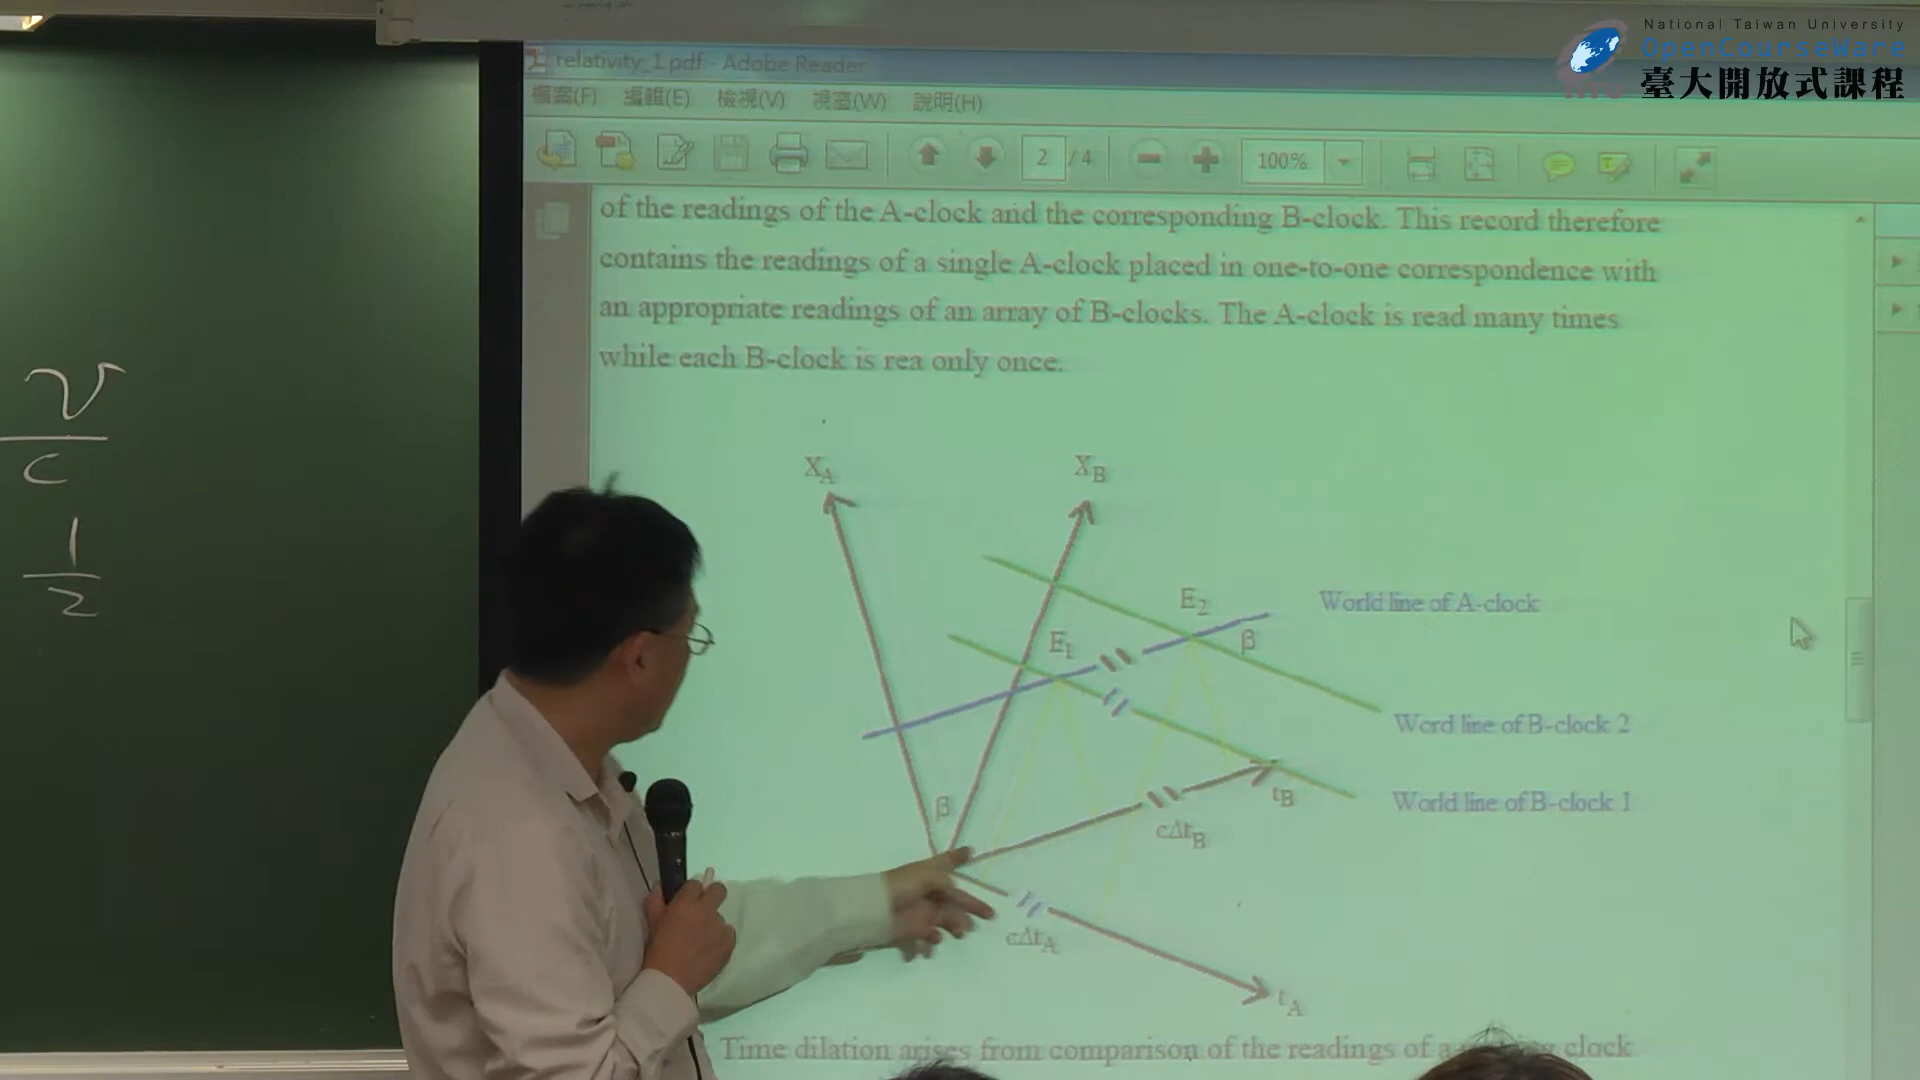 National Taiwan University
OpenCourseWare
臺大開放式課程
NTU
relativity_1.pdf - Adobe Reader
檔案(F) 編輯(E) 檢視(V) 視窗(W) 說明(H)
2 / 4 100%
of the readings of the A-clock and the corresponding B-clock. This record therefore
contains the readings of a single A-clock placed in one-to-one correspondence with
an appropriate readings of an array of B-clocks. The A-clock is read many times
while each B-clock is rea only once.
v
c
1
2
XA XB
E2 World line of A-clock
E1 β
Word line of B-clock 2
β tB World line of B-clock 1
cΔtB
cΔtA
tA
Time dilation arises from comparison of the readings of a clock